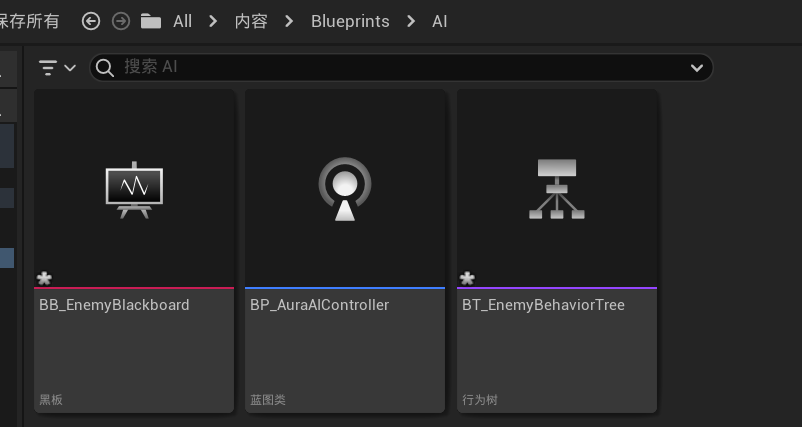 保存所有 All 内容 Blueprints AI
搜索 AI
BB_EnemyBlackboard
黑板
BP_AuraAIController
蓝图类
BT_EnemyBehaviorTree
行为树